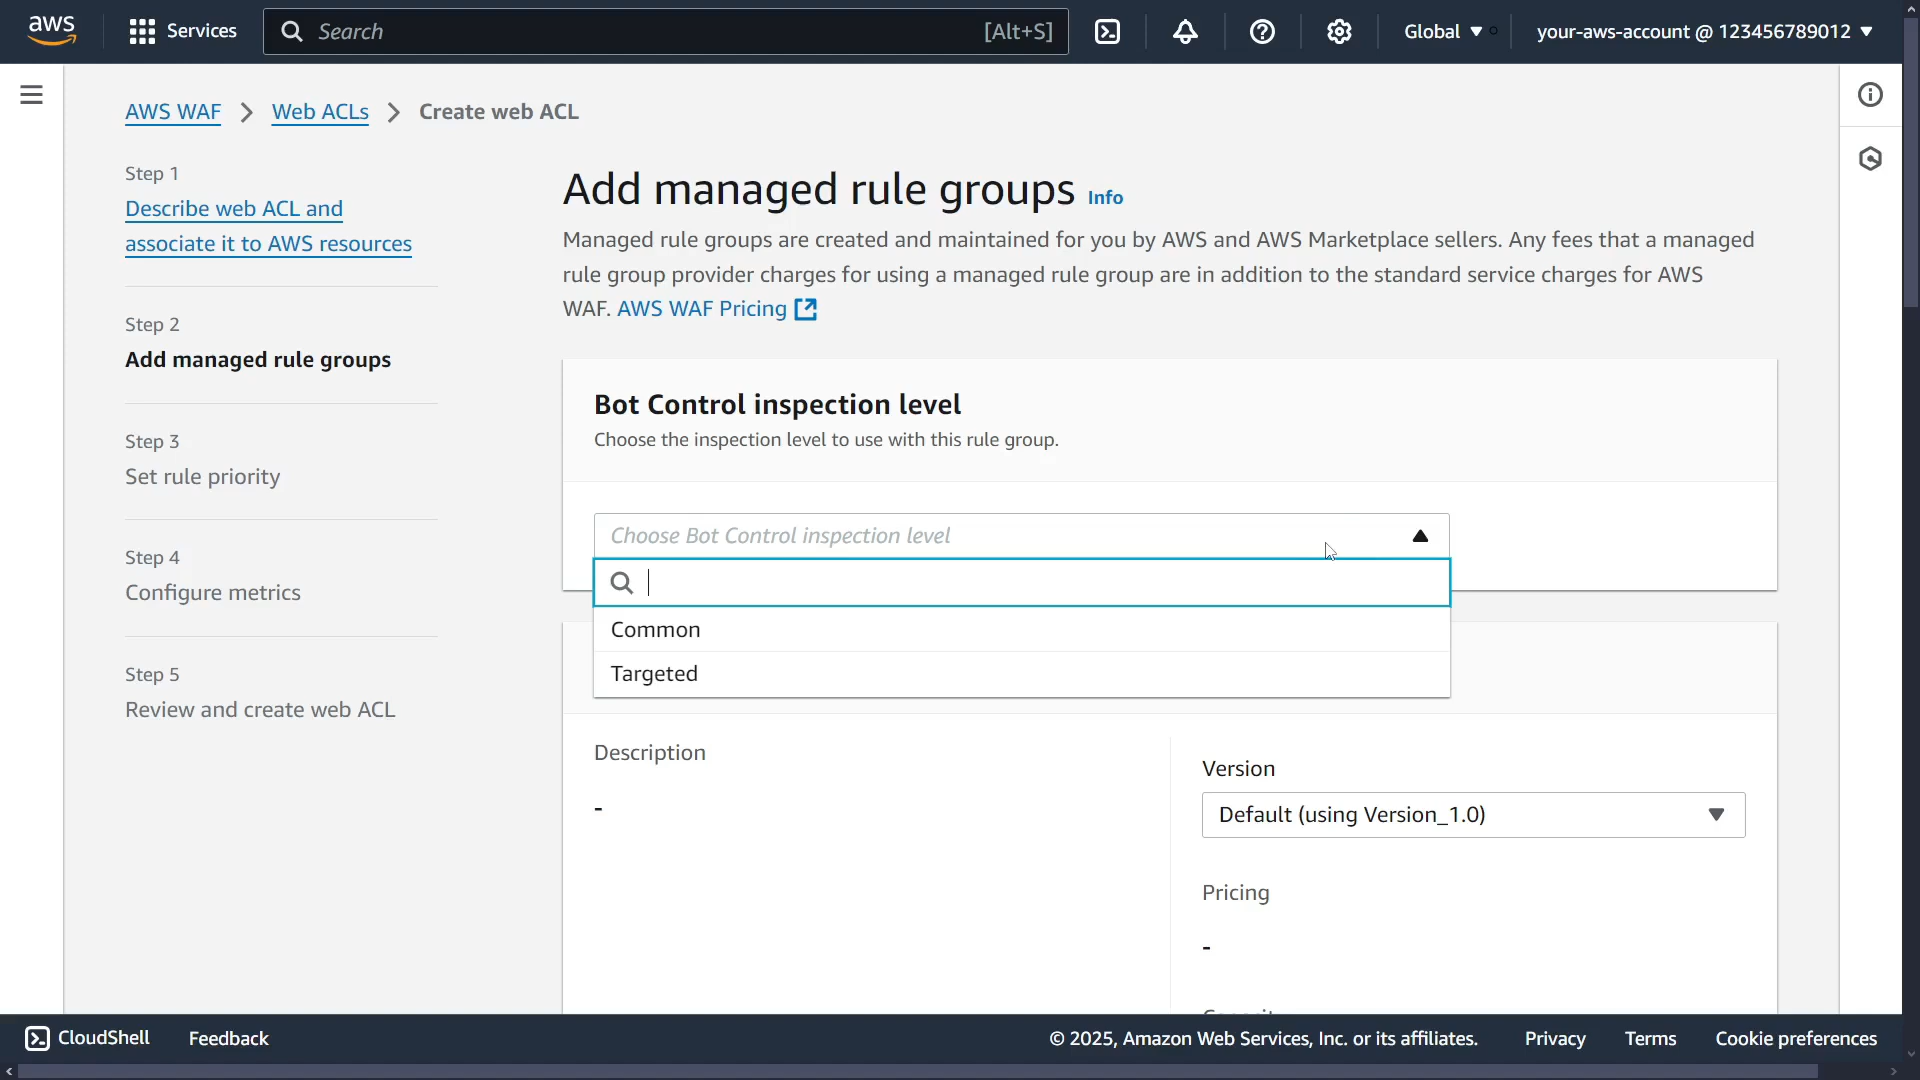 aws
Services
Search
[Alt+S]
Global
your-aws-account @ 123456789012
AWS WAF
Web ACLs
Create web ACL
Step 1
Describe web ACL and
associate it to AWS resources
Step 2
Add managed rule groups
Step 3
Set rule priority
Step 4
Configure metrics
Step 5
Review and create web ACL
Add managed rule groups Info
Managed rule groups are created and maintained for you by AWS and AWS Marketplace sellers. Any fees that a managed
rule group provider charges for using a managed rule group are in addition to the standard service charges for AWS
WAF. AWS WAF Pricing
Bot Control inspection level
Choose the inspection level to use with this rule group.
Choose Bot Control inspection level
Common
Targeted
Description
-
Version
Default (using Version_1.0)
Pricing
-
CloudShell
Feedback
© 2025, Amazon Web Services, Inc. or its affiliates.
Privacy
Terms
Cookie preferences